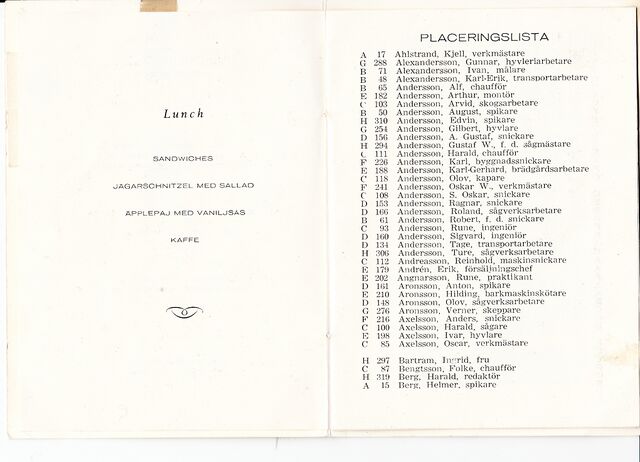 Lunch
SANDWICHES
JÄGARSCHNITZEL MED SALLAD
APPLEPAJ MED VANILJSÅS
KAFFE
PLACERINGSLISTA
A 17 Ahlstrand, Kjell, verkmästare
G 288 Alexandersson, Gunnar, hyvleriarbetare
B 71 Alexandersson, Ivan, målare
B 48 Alexandersson, Karl-Erik, transportarbetare
B 65 Andersson, Alf, chaufför
E 182 Andersson, Arthur, montör
C 103 Andersson, Arvid, skogsarbetare
B 50 Andersson, August, spikare
H 310 Andersson, Edvin, spikare
G 254 Andersson, Gilbert, hyvlare
D 156 Andersson, A. Gustaf, snickare
H 294 Andersson, Gustaf W., f. d. sågmästare
C 111 Andersson, Harald, chaufför
F 226 Andersson, Karl, byggnadssnickare
E 188 Andersson, Karl-Gerhard, brädgårdsarbetare
C 118 Andersson, Olov, kapare
F 241 Andersson, Oskar W., verkmästare
C 108 Andersson, S. Oskar, snickare
D 153 Andersson, Ragnar, snickare
D 166 Andersson, Roland, sågverksarbetare
B 61 Andersson, Robert, f. d. snickare
C 93 Andersson, Rune, ingeniör
D 160 Andersson, Sigvard, ingeniör
D 134 Andersson, Tage, transportarbetare
H 306 Andersson, Ture, sågverksarbetare
C 112 Andreasson, Reinhold, maskinsnickare
E 179 Andrén, Erik, försäljningschef
E 202 Angnarsson, Rune, praktikant
D 161 Aronsson, Anton, spikare
E 210 Aronsson, Hilding, barkmaskinskötare
D 148 Aronsson, Olov, sågverksarbetare
G 276 Aronsson, Verner, skeppare
F 216 Axelsson, Anders, snickare
C 100 Axelsson, Harald, sågare
E 198 Axelsson, Ivar, hyvlare
C 85 Axelsson, Oscar, verkmästare
H 297 Bartram, Ingrid, fru
C 87 Bengtsson, Folke, chaufför
H 319 Berg, Harald, redaktör
A 15 Berg, Helmer, spikare